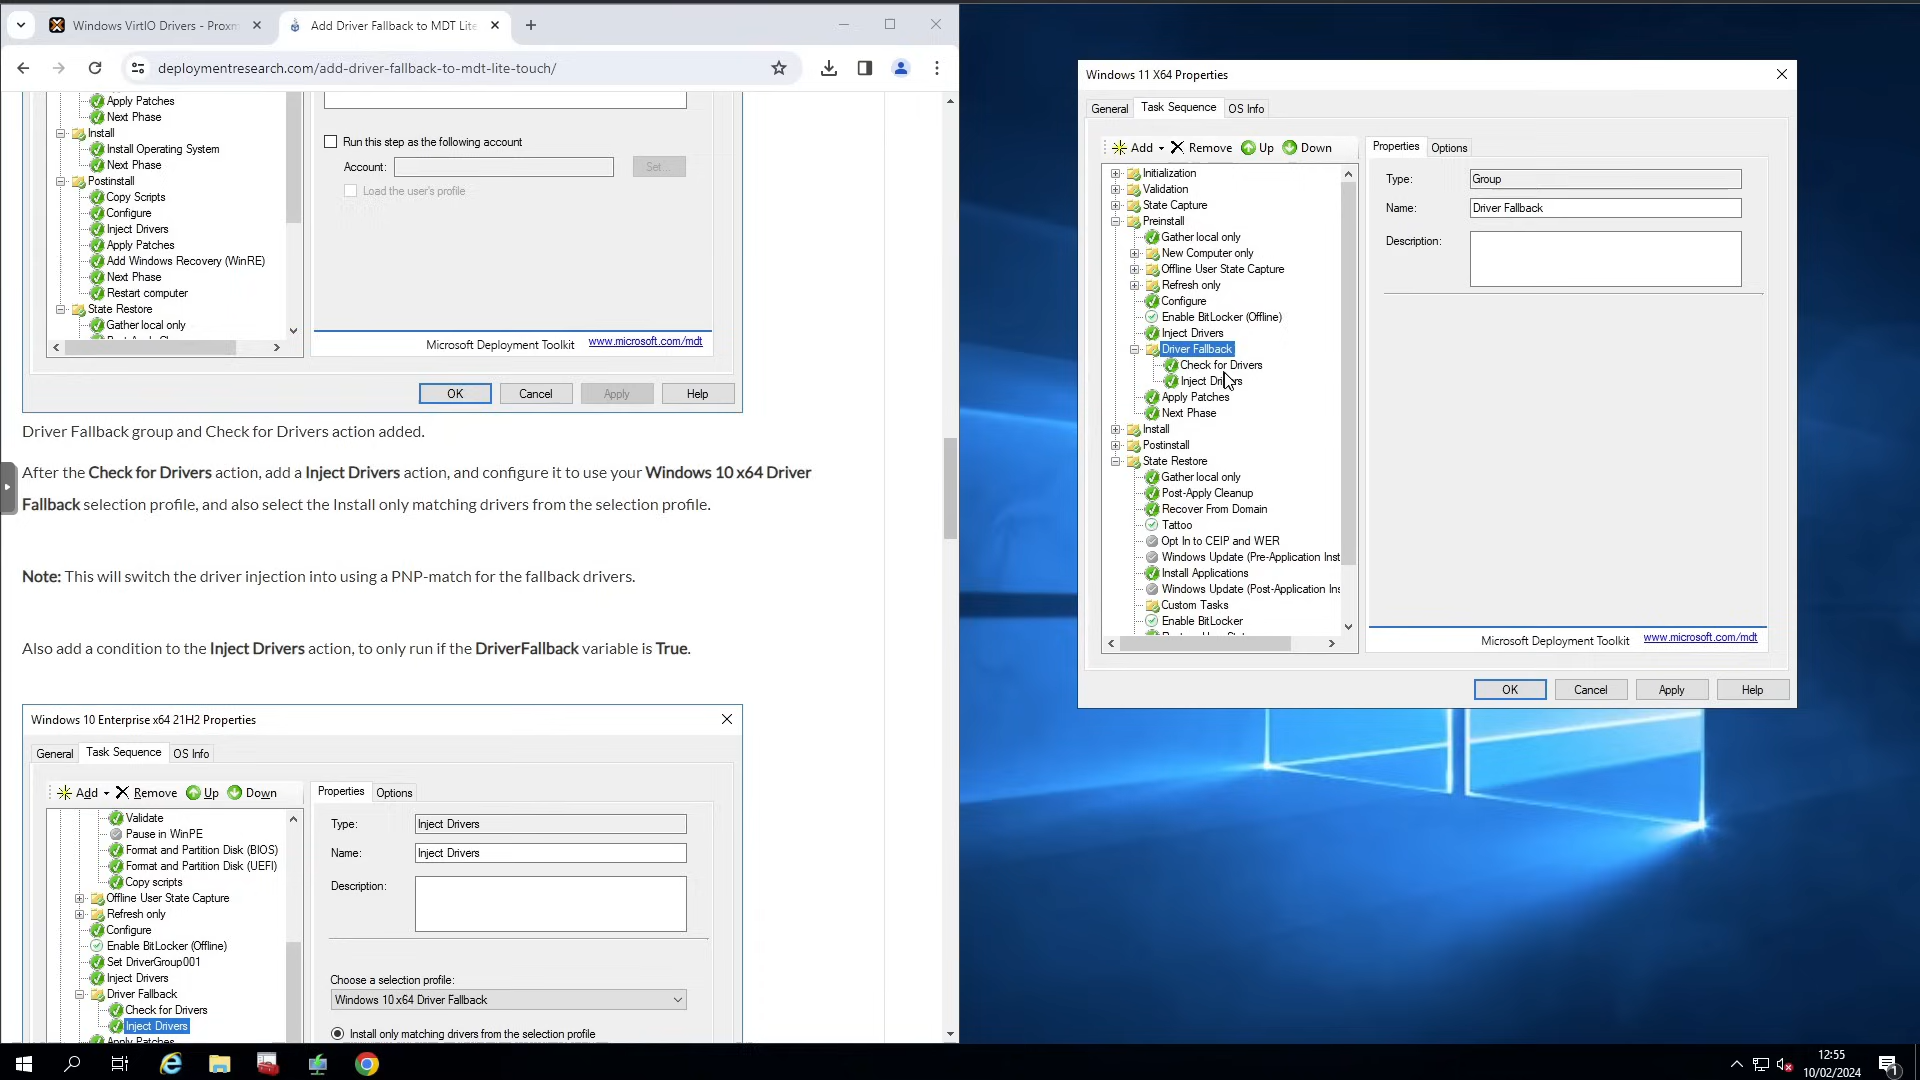 Windows VirtIO Drivers - Proxm
Add Driver Fallback to MDT Lite
deploymentresearch.com/add-driver-fallback-to-mdt-lite-touch/
Apply Patches
Next Phase
Install
Install Operating System
Next Phase
Postinstall
Copy Scripts
Configure
Inject Drivers
Apply Patches
Add Windows Recovery (WinRE)
Next Phase
Restart computer
State Restore
Gather local only
Run this step as the following account
Account:
Set...
Load the user's profile
Microsoft Deployment Toolkit
www.microsoft.com/mdt
OK
Cancel
Apply
Help
Driver Fallback group and Check for Drivers action added.
After the Check for Drivers action, add a Inject Drivers action, and configure it to use your Windows 10 x64 Driver
Fallback selection profile, and also select the Install only matching drivers from the selection profile.
Note: This will switch the driver injection into using a PNP-match for the fallback drivers.
Also add a condition to the Inject Drivers action, to only run if the DriverFallback variable is True.
Windows 10 Enterprise x64 21H2 Properties
General
Task Sequence
OS Info
Add
Remove
Up
Down
Validate
Pause in WinPE
Format and Partition Disk (BIOS)
Format and Partition Disk (UEFI)
Copy scripts
Offline User State Capture
Refresh only
Configure
Enable BitLocker (Offline)
Set DriverGroup001
Inject Drivers
Driver Fallback
Check for Drivers
Inject Drivers
Apply Patches
Properties
Options
Type:
Inject Drivers
Name:
Inject Drivers
Description:
Choose a selection profile:
Windows 10 x64 Driver Fallback
Install only matching drivers from the selection profile
Windows 11 X64 Properties
General
Task Sequence
OS Info
Add
Remove
Up
Down
Initialization
Validation
State Capture
Preinstall
Gather local only
New Computer only
Offline User State Capture
Refresh only
Configure
Enable BitLocker (Offline)
Inject Drivers
Driver Fallback
Check for Drivers
Inject Drivers
Apply Patches
Next Phase
Install
Postinstall
State Restore
Gather local only
Post-Apply Cleanup
Recover From Domain
Tattoo
Opt In to CEIP and WER
Windows Update (Pre-Application Inst
Install Applications
Windows Update (Post-Application Ins
Custom Tasks
Enable BitLocker
Properties
Options
Type:
Group
Name:
Driver Fallback
Description:
Microsoft Deployment Toolkit
www.microsoft.com/mdt
OK
Cancel
Apply
Help
12:55
10/02/2024
1